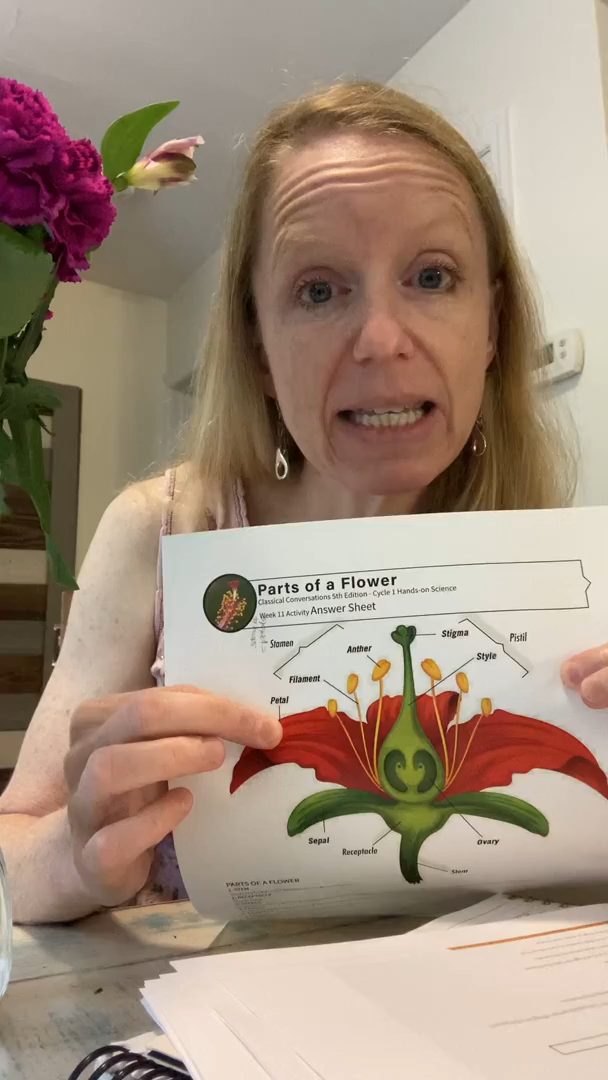 Parts of a Flower
Classical Conversations 5th Edition - Cycle 1 Hands-on Science
Week 11 Activity Answer Sheet
Stamen
Anther
Stigma
Pistil
Style
Filament
Petal
Sepal
Receptacle
Ovary
Stem
PARTS OF A FLOWER